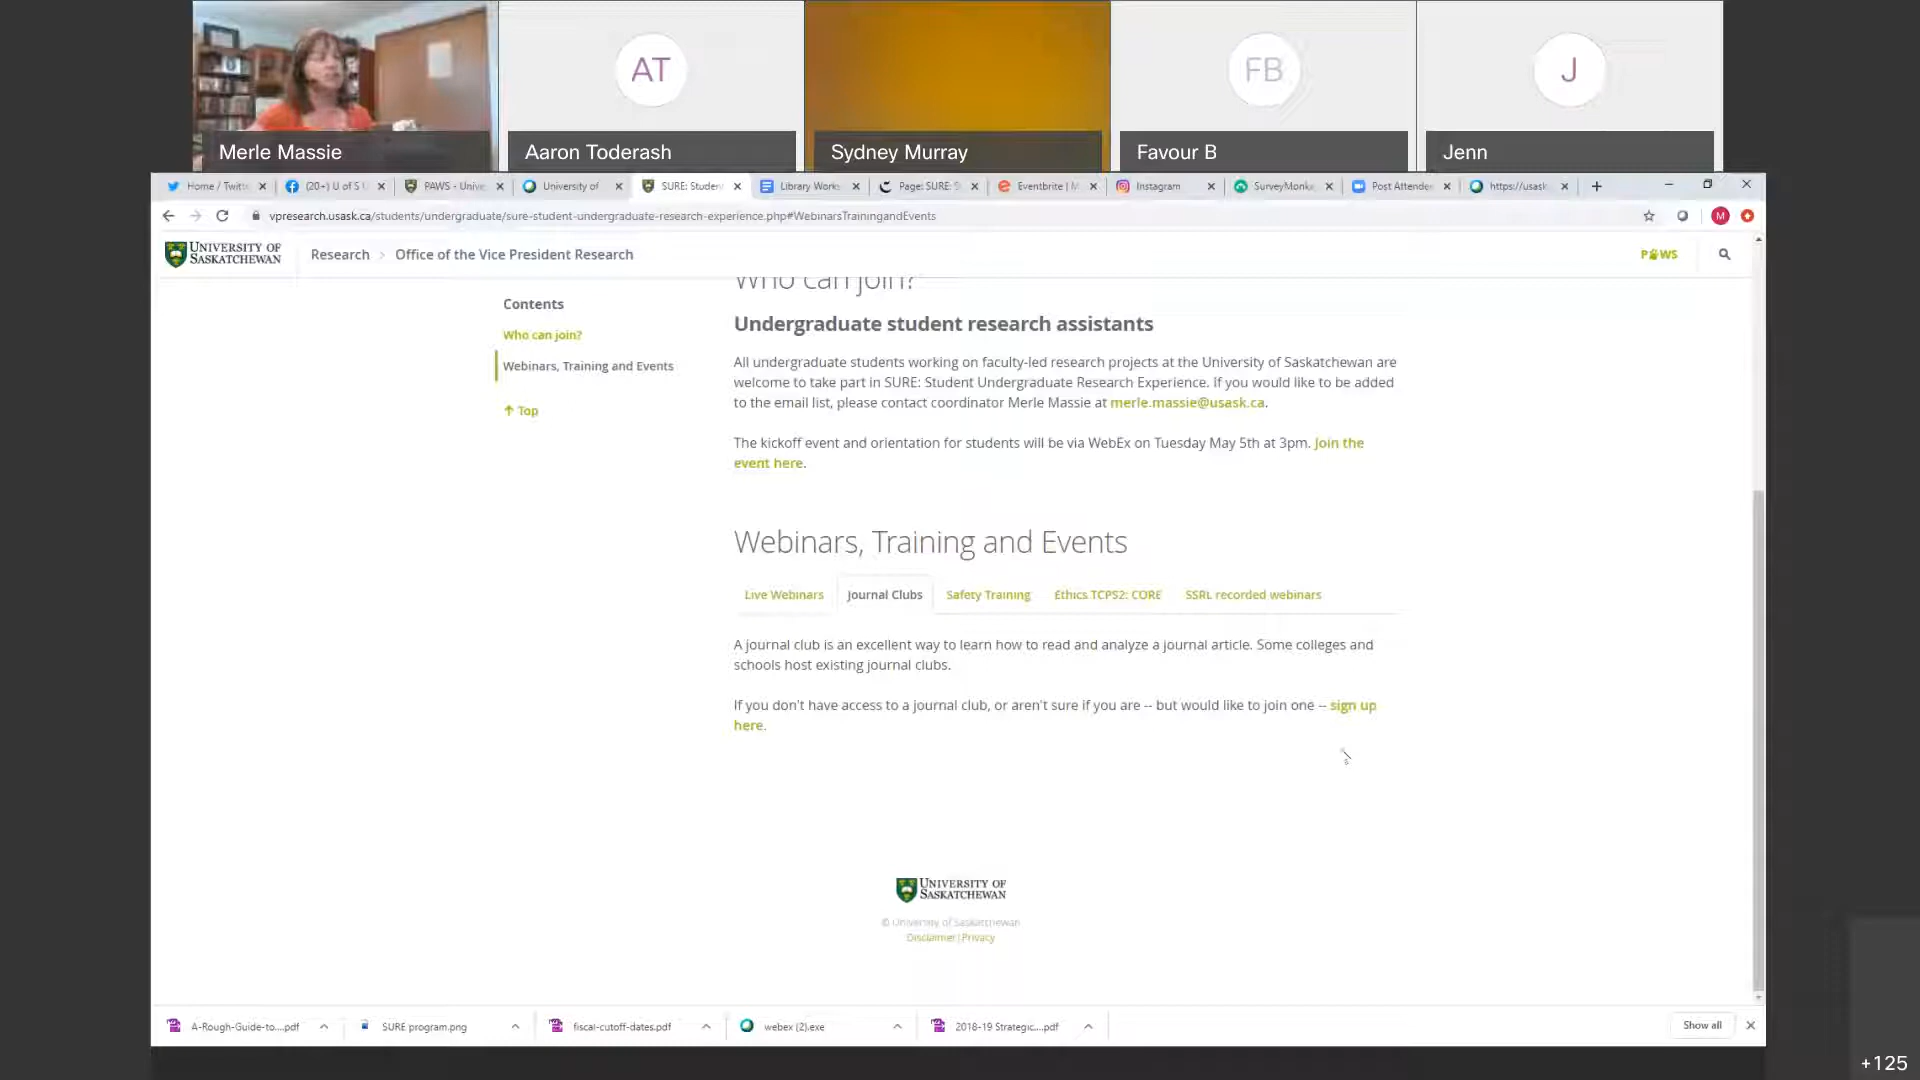 AT
FB
J
Merle Massie
Aaron Toderash
Sydney Murray
Favour B
Jenn
Home / Twitt
(20+) U of S
PAWS - Unive
University of
SURE: Studen
Library Work
Page: SURE: S
Eventbrite | M
Instagram
SurveyMonk
Post Attende
https://usask
vpresearch.usask.ca/students/undergraduate/sure-student-undergraduate-research-experience.php#WebinarsTrainingandEvents
M
UNIVERSITY OF
SASKATCHEWAN
Research > Office of the Vice President Research
PAWS
Who can join?
Contents
Who can join?
Webinars, Training and Events
Top
Undergraduate student research assistants
All undergraduate students working on faculty-led research projects at the University of Saskatchewan are
welcome to take part in SURE: Student Undergraduate Research Experience. If you would like to be added
to the email list, please contact coordinator Merle Massie at merle.massie@usask.ca.
The kickoff event and orientation for students will be via WebEx on Tuesday May 5th at 3pm. Join the
event here.
Webinars, Training and Events
Live Webinars
Journal Clubs
Safety Training
Ethics TCPS2: CORE
SSRL recorded webinars
A journal club is an excellent way to learn how to read and analyze a journal article. Some colleges and
schools host existing journal clubs.
If you don't have access to a journal club, or aren't sure if you are -- but would like to join one -- sign up
here.
UNIVERSITY OF
SASKATCHEWAN
© University of Saskatchewan
Disclaimer | Privacy
A-Rough-Guide-to....pdf
SURE program.png
fiscal-cutoff-dates.pdf
webex (2).exe
2018-19 Strategic....pdf
Show all
+125